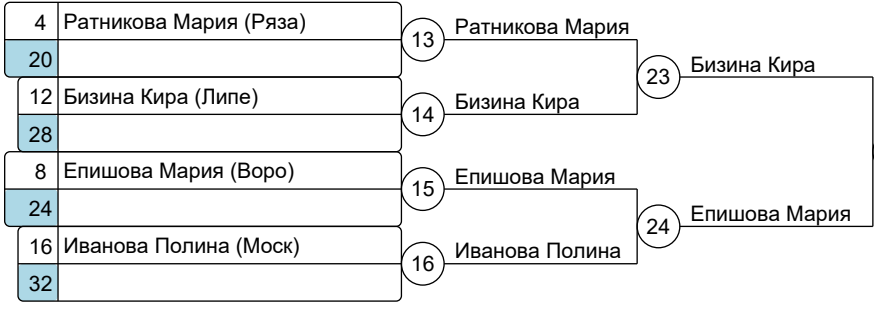 4 Ратникова Мария (Ряза)
13 Ратникова Мария
20
23 Бизина Кира
12 Бизина Кира (Липе)
14 Бизина Кира
28
8 Епишова Мария (Воро)
15 Епишова Мария
24
24 Епишова Мария
16 Иванова Полина (Моск)
16 Иванова Полина
32